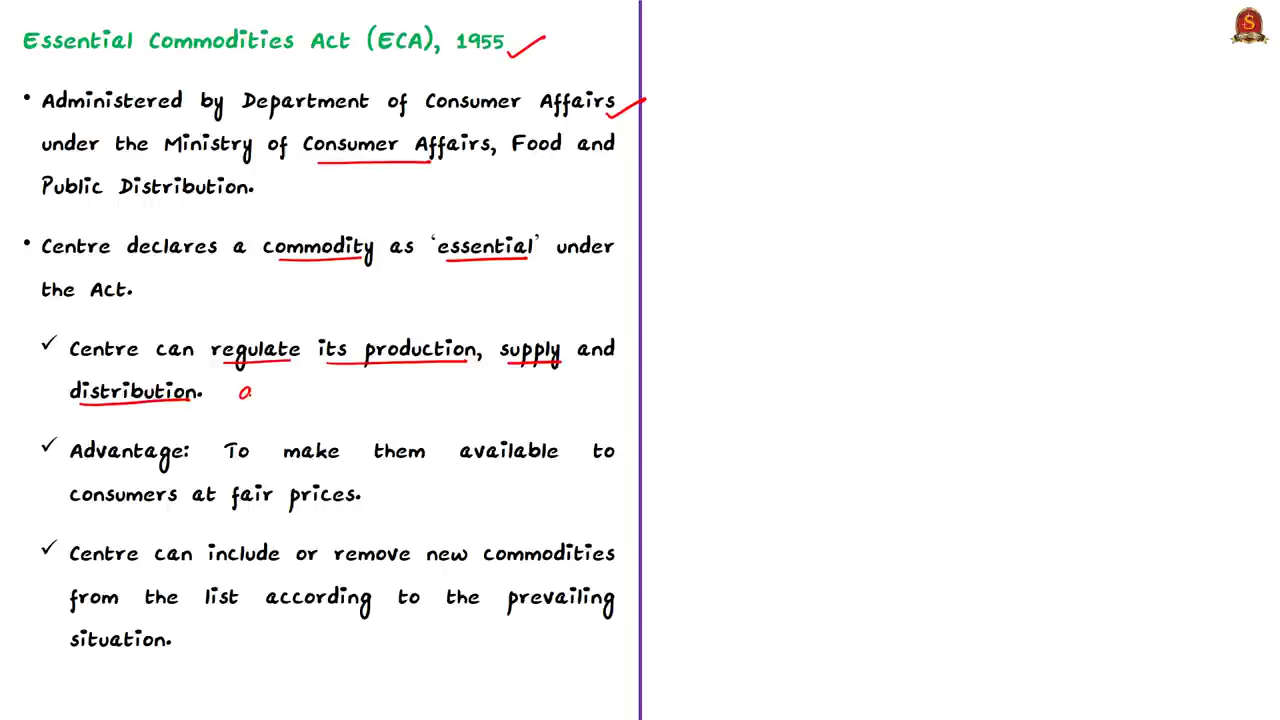 Essential Commodities Act (ECA), 1955
• Administered by Department of Consumer Affairs
under the Ministry of Consumer Affairs, Food and
Public Distribution.
• Centre declares a commodity as ‘essential’ under
the Act.
✓ Centre can regulate its production, supply and
distribution.
✓ Advantage: To make them available to
consumers at fair prices.
✓ Centre can include or remove new commodities
from the list according to the prevailing
situation.